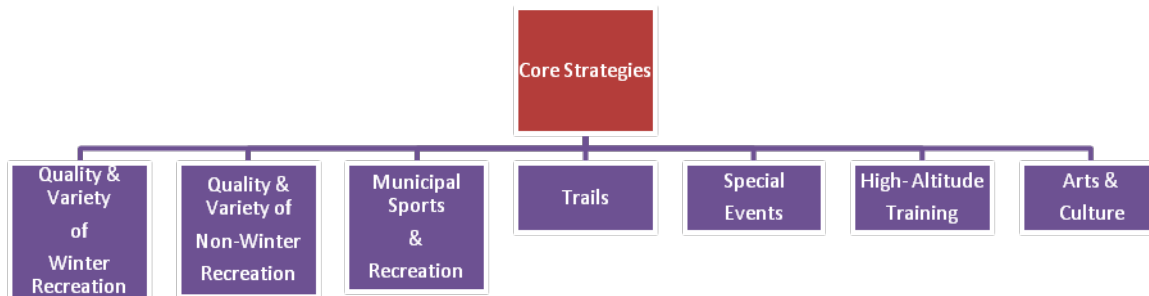 Core Strategies
Quality &
Variety
of
Winter
Recreation
Quality &
Variety of
Non-Winter
Recreation
Municipal
Sports
&
Recreation
Trails
Special
Events
High- Altitude
Training
Arts &
Culture